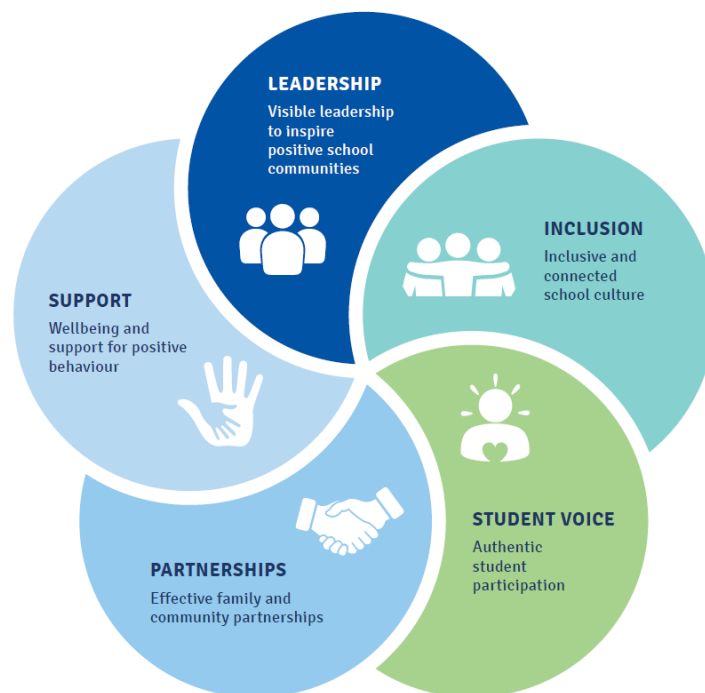 LEADERSHIP
Visible leadership
to inspire
positive school
communities
INCLUSION
Inclusive and
connected
school culture
STUDENT VOICE
Authentic
student
participation
PARTNERSHIPS
Effective family and
community partnerships
SUPPORT
Wellbeing and
support for positive
behaviour